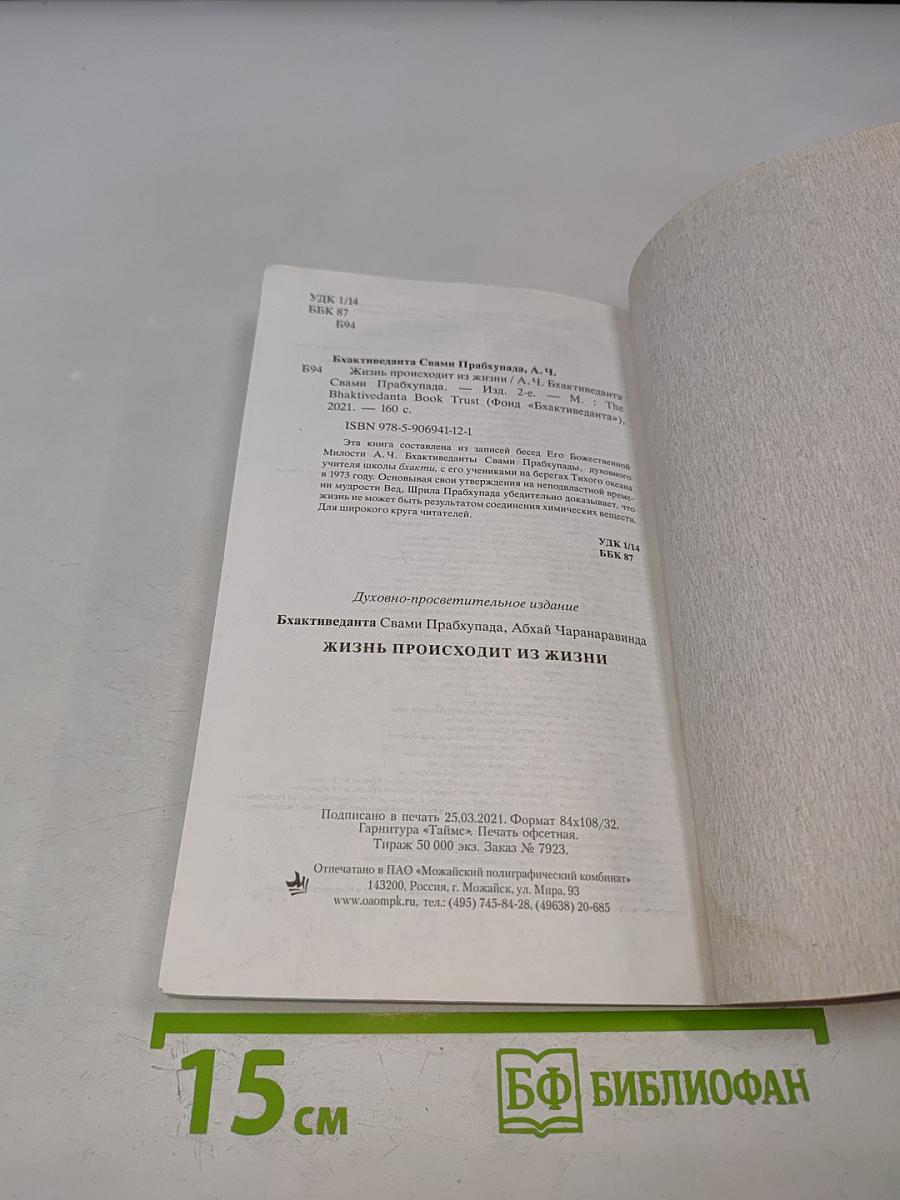 УДК 1/14
ББК 87
Б94
Бхактиведанта Свами Прабхупада, А. Ч.
Б94 Жизнь происходит из жизни / А. Ч. Бхактиведанта
Свами Прабхупада. — Изд. 2-е. — М. : The
Bhaktivedanta Book Trust (Фонд «Бхактиведанта»),
2021. — 160 с.
ISBN 978-5-906941-12-1
Эта книга составлена из записей бесед Его Божественной
Милости А. Ч. Бхактиведанты Свами Прабхупады, духовного
учителя школы бхакти, с его учениками на берегах Тихого океана
в 1973 году. Основывая свои утверждения на неподвластной време-
ни мудрости Вед, Шрила Прабхупада убедительно доказывает, что
жизнь не может быть результатом соединения химических веществ.
Для широкого круга читателей.
УДК 1/14
ББК 87
Духовно-просветительное издание
Бхактиведанта Свами Прабхупада, Абхай Чаранаравинда
ЖИЗНЬ ПРОИСХОДИТ ИЗ ЖИЗНИ
Подписано в печать 25.03.2021. Формат 84х108/32.
Гарнитура «Таймс». Печать офсетная.
Тираж 50 000 экз. Заказ № 7923.
Отпечатано в ПАО «Можайский полиграфический комбинат»
143200, Россия, г. Можайск, ул. Мира, 93
www.oaompk.ru, тел.: (495) 745-84-28, (49638) 20-685
15 см
БФ БИБЛИОФАН